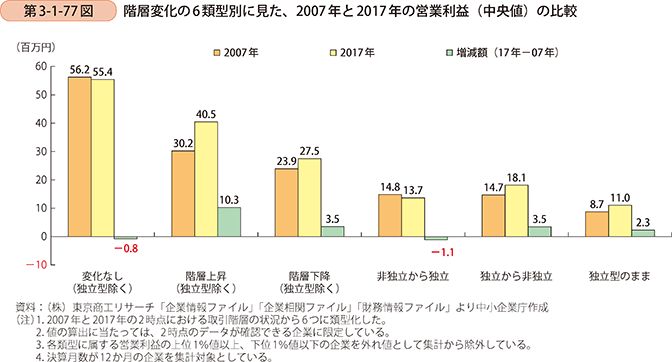 第3-1-77図 階層変化の6類型別に見た、2007年と2017年の営業利益（中央値）の比較
（百万円）
2007年 2017年 増減額（17年－07年）
60
50
40
30
20
10
0
－10
56.2 55.4 －0.8
30.2 40.5 10.3
23.9 27.5 3.5
14.8 13.7 －1.1
14.7 18.1 3.5
8.7 11.0 2.3
変化なし
（独立型除く）
階層上昇
（独立型除く）
階層下降
（独立型除く）
非独立から独立
独立から非独立
独立型のまま
資料：（株）東京商工リサーチ「企業情報ファイル」「企業相関ファイル」「財務情報ファイル」より中小企業庁作成
（注）1. 2007年と2017年の2時点における取引階層の状況から6つに類型化した。
2. 値の算出に当たっては、2時点のデータが確認できる企業に限定している。
3. 各類型に属する営業利益の上位1％値以上、下位1％値以下の企業を外れ値として集計から除外している。
4. 決算月数が12か月の企業を集計対象としている。